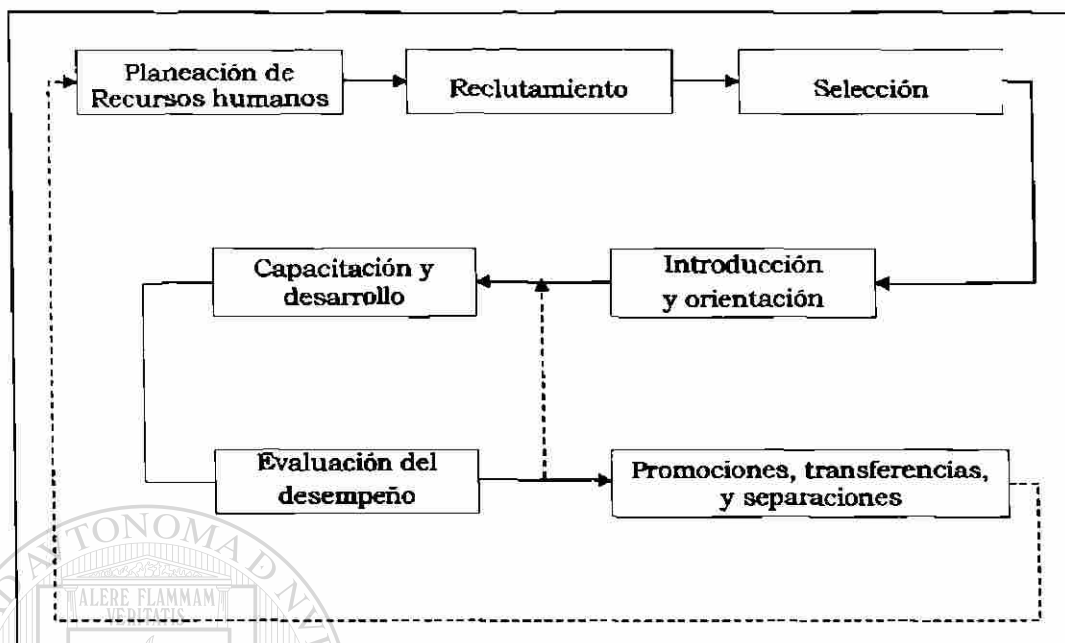 Planeación de
Recursos humanos
Reclutamiento
Selección
Introducción
y orientación
Capacitación y
desarrollo
Evaluación del
desempeño
Promociones, transferencias,
y separaciones
ALERE FLAMMAM
VERITATIS